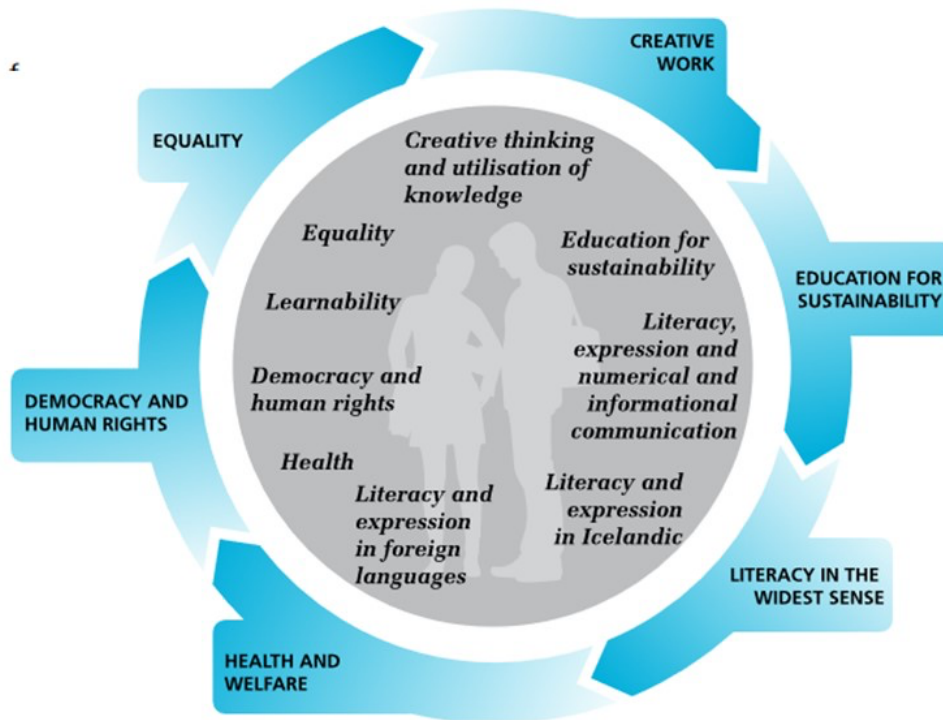 CREATIVE
WORK
EQUALITY
Creative thinking
and utilisation of
knowledge
Equality
Education for
sustainability
EDUCATION FOR
SUSTAINABILITY
Learnability
Literacy,
expression and
numerical and
informational
communication
Democracy and
human rights
DEMOCRACY AND
HUMAN RIGHTS
Health
Literacy and
expression
in foreign
languages
Literacy and
expression
in Icelandic
LITERACY IN THE
WIDEST SENSE
HEALTH AND
WELFARE